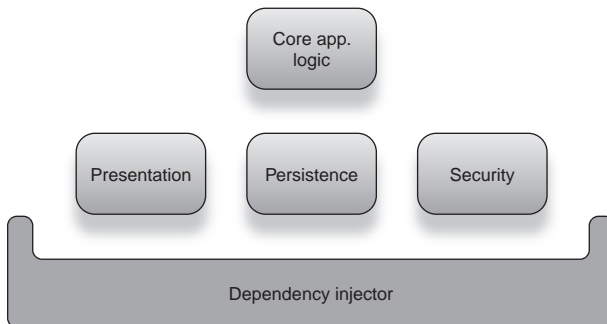 Core app.
logic
Presentation
Persistence
Security
Dependency injector